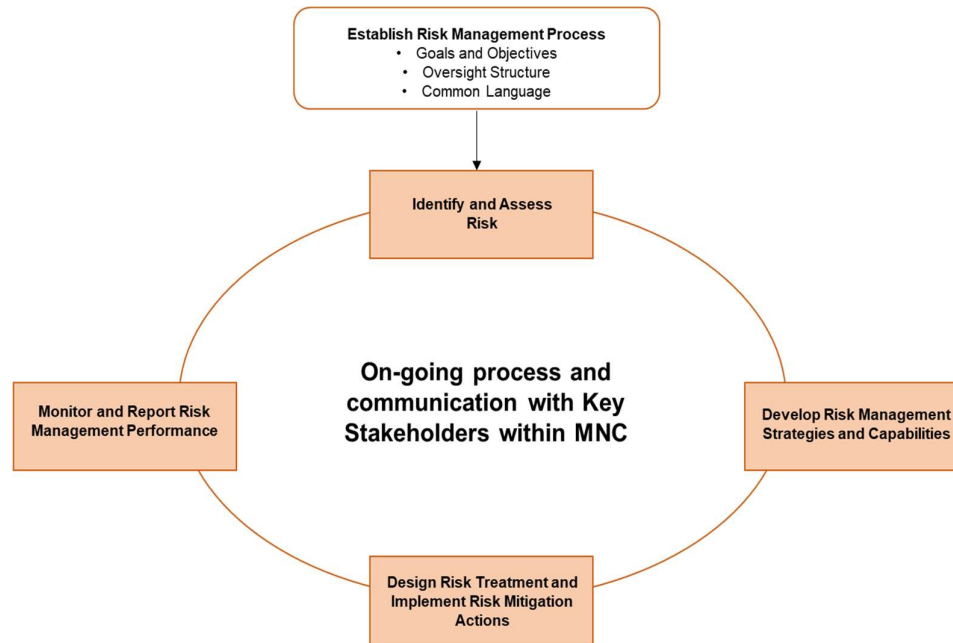 Establish Risk Management Process
• Goals and Objectives
• Oversight Structure
• Common Language
Identify and Assess
Risk
On-going process and
communication with Key
Stakeholders within MNC
Monitor and Report Risk
Management Performance
Develop Risk Management
Strategies and Capabilities
Design Risk Treatment and
Implement Risk Mitigation
Actions